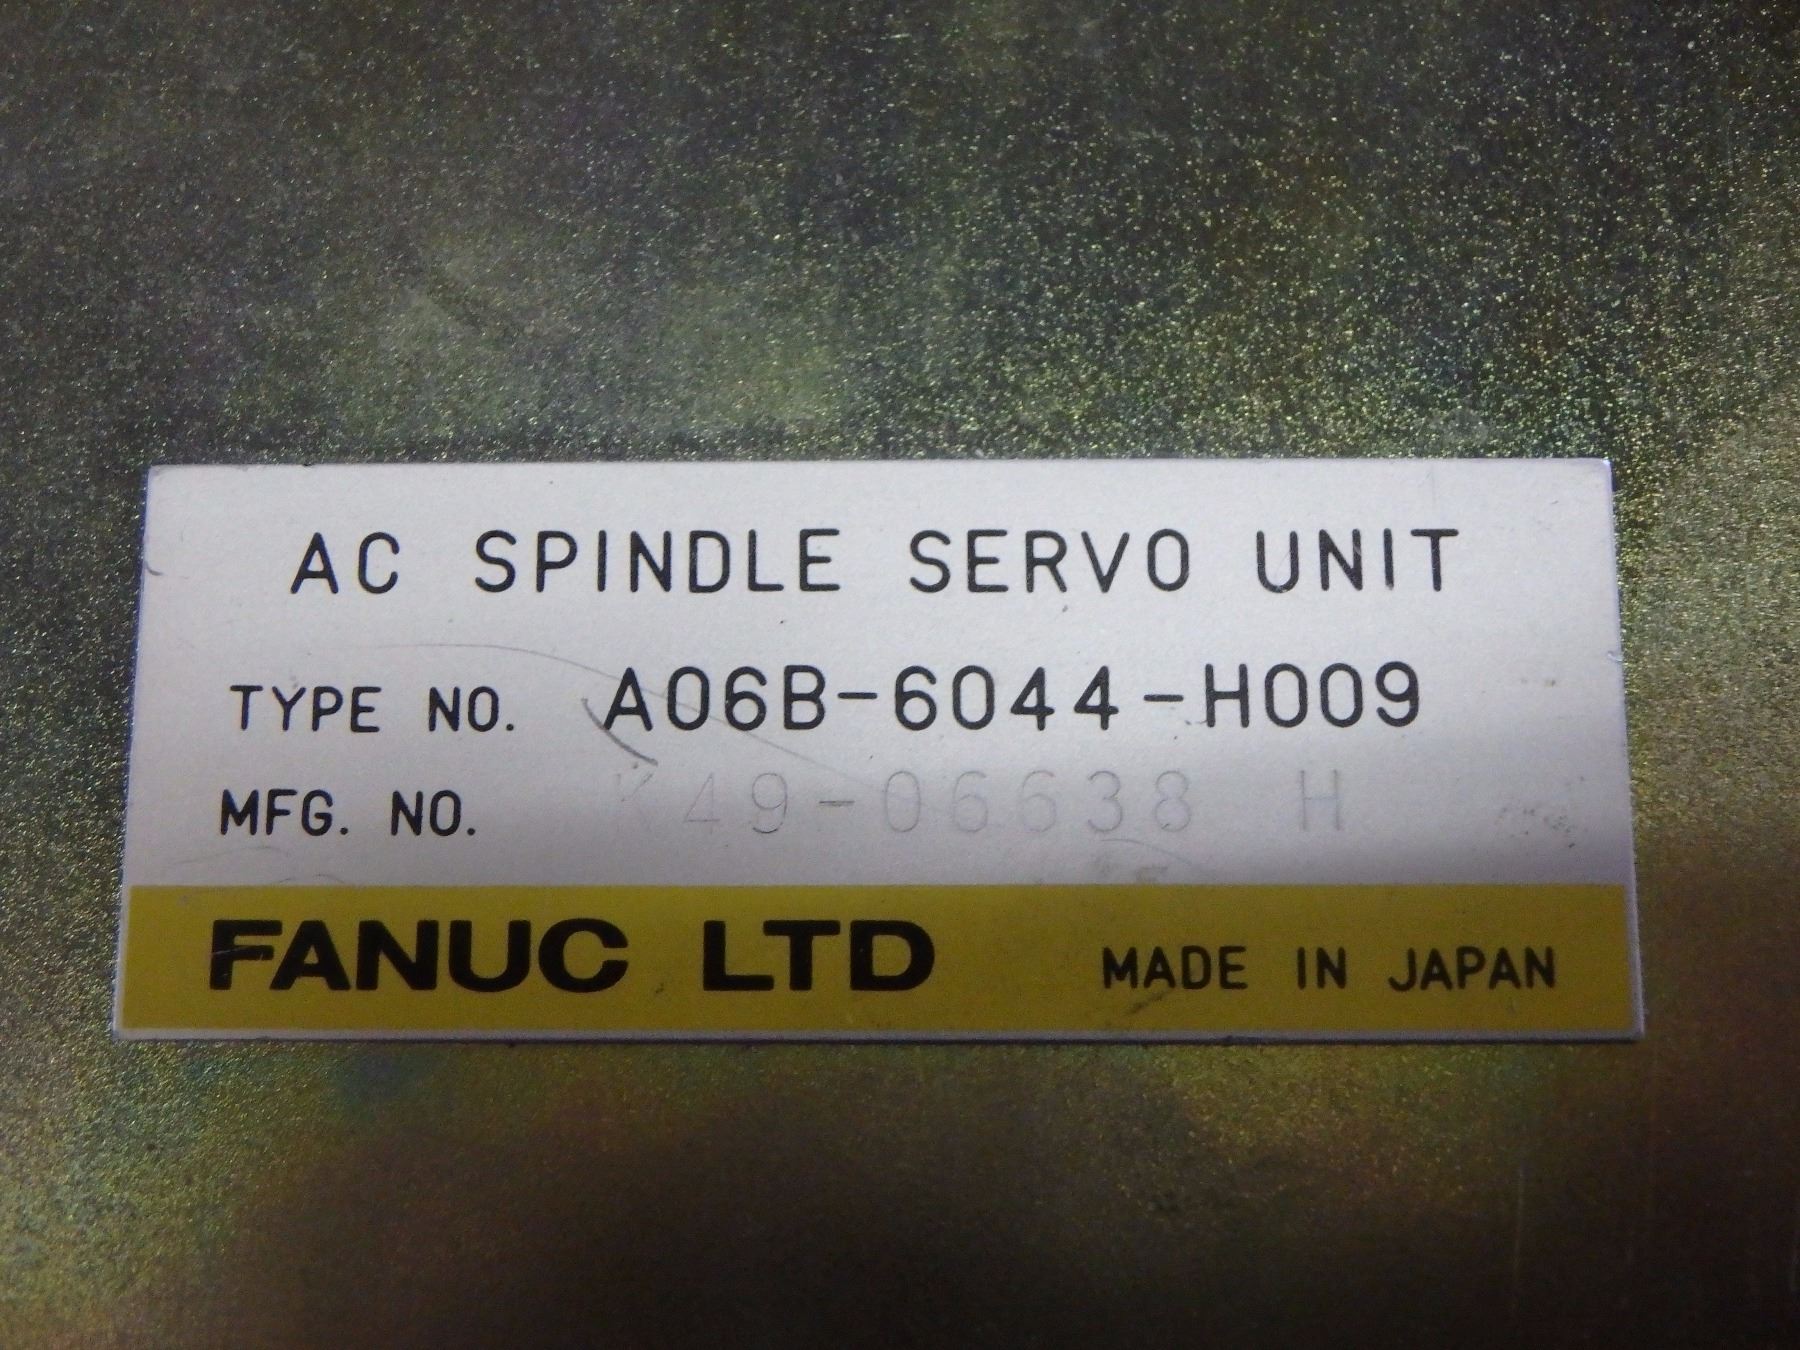 AC SPINDLE SERVO UNIT
TYPE NO. A06B-6044-H009
MFG. NO. K49-06638 H
FANUC LTD MADE IN JAPAN